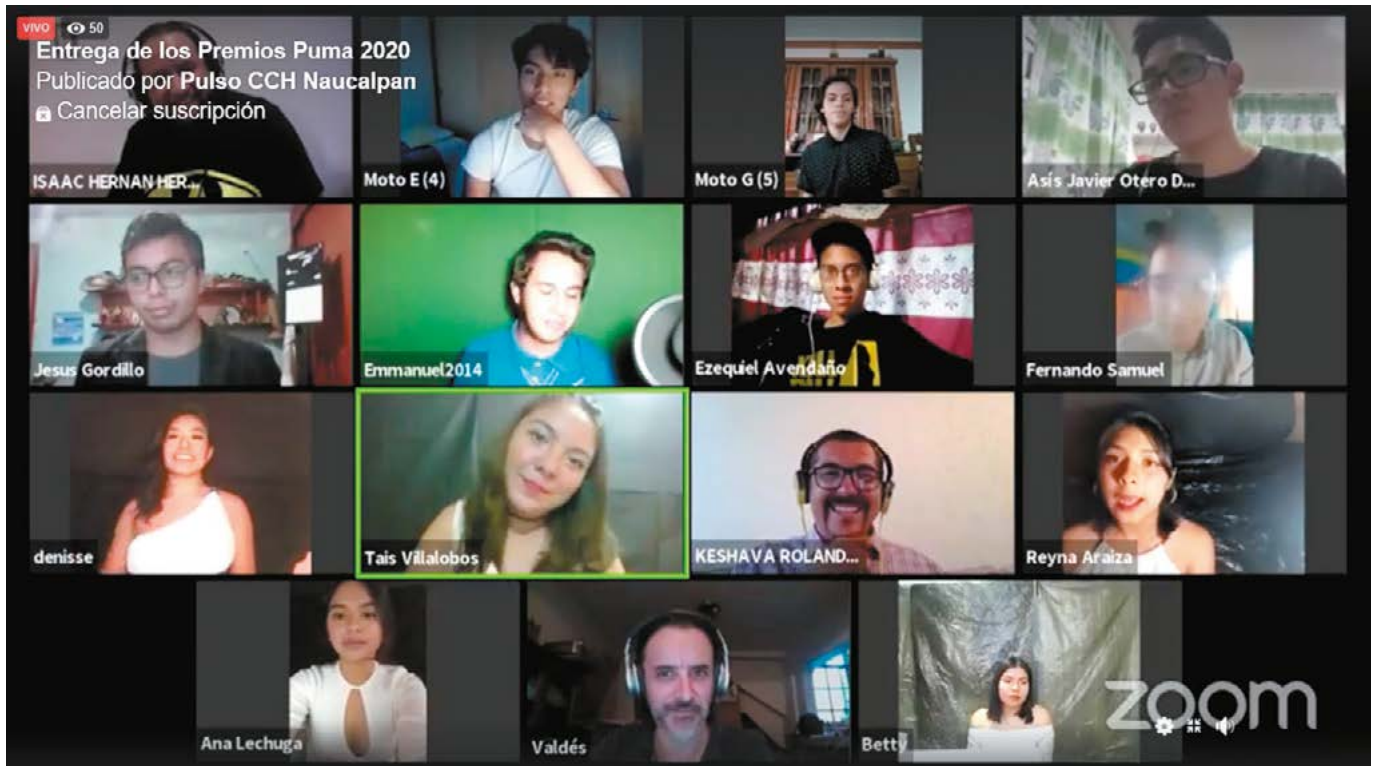 VIVO 50
Entrega de los Premios Puma 2020
Publicado por Pulso CCH Naucalpan
Cancelar suscripción
ISAAC HERNAN HER...
Moto E (4)
Moto G (5)
Asís Javier Otero D...
Jesus Gordillo
Emmanuel2014
Ezequiel Avendaño
Fernando Samuel
denisse
Tais Villalobos
KESHAVA ROLAND...
Reyna Araiza
Ana Lechuga
Valdés
Betty
zoom